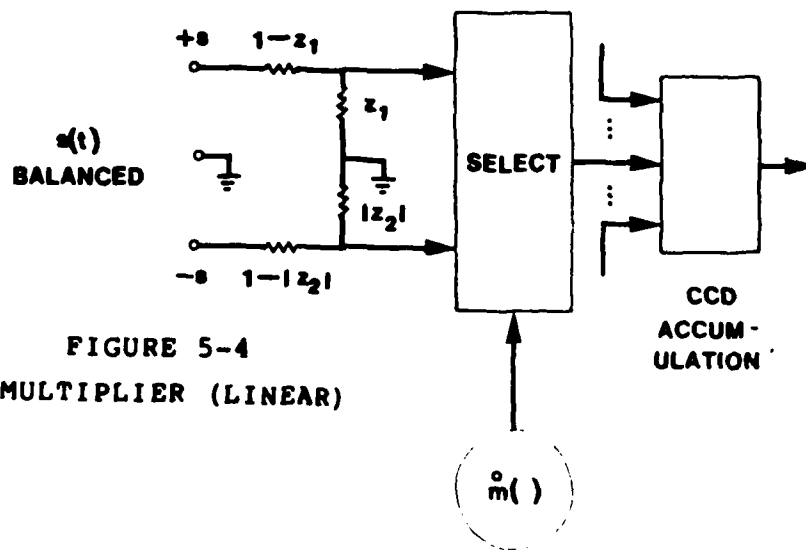 +s 1-z₁
z₁
s(t)
BALANCED
|z₂|
-s 1-|z₂|
SELECT
⋮
⋮
CCD
ACCUM-
ULATION
FIGURE 5-4
MULTIPLIER (LINEAR)
m̊( )